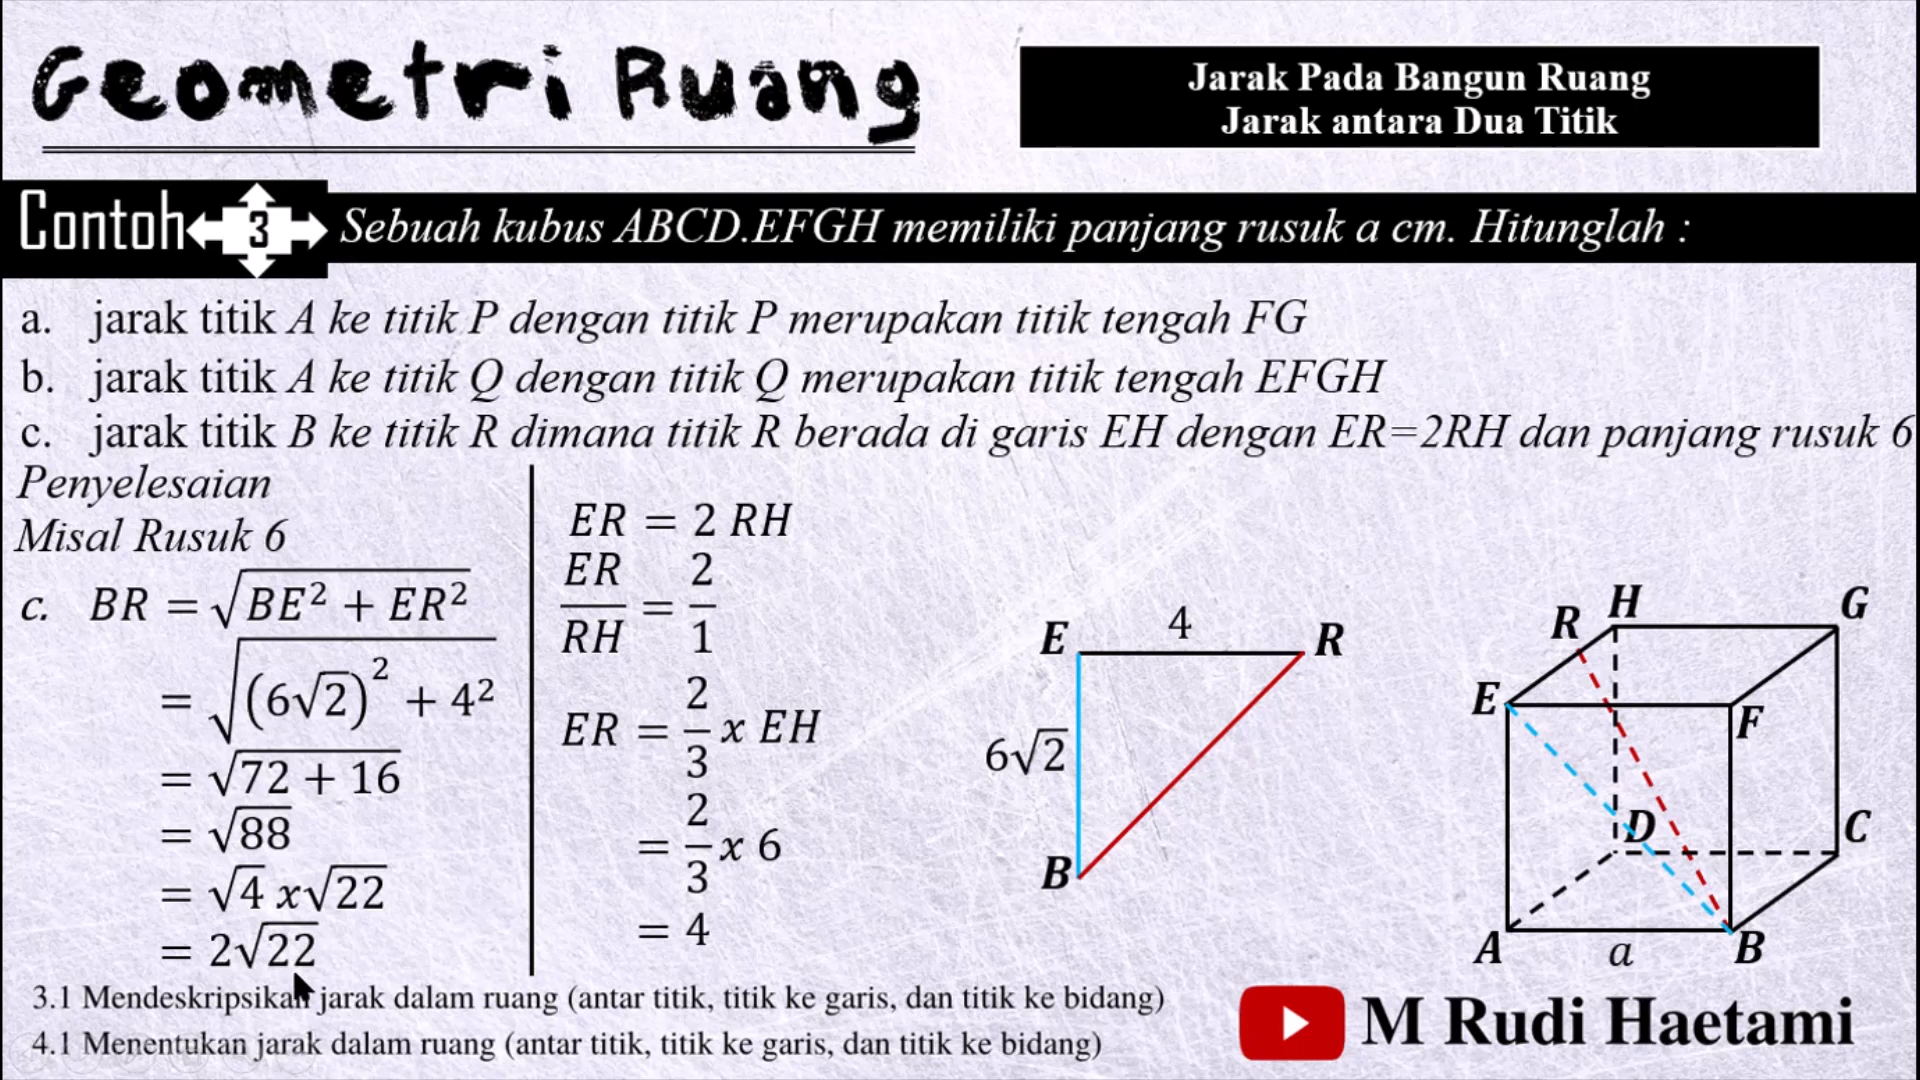 Geometri Ruang
Jarak Pada Bangun Ruang
Jarak antara Dua Titik
Contoh 3 Sebuah kubus ABCD.EFGH memiliki panjang rusuk a cm. Hitunglah :
a. jarak titik A ke titik P dengan titik P merupakan titik tengah FG
b. jarak titik A ke titik Q dengan titik Q merupakan titik tengah EFGH
c. jarak titik B ke titik R dimana titik R berada di garis EH dengan ER=2RH dan panjang rusuk 6
Penyelesaian
Misal Rusuk 6
c. BR = √(BE² + ER²)
= √((6√2)² + 4²)
= √(72 + 16)
= √88
= √4 x√22
= 2√22
ER = 2 RH
ER/RH = 2/1
ER = 2/3 x EH
= 2/3 x 6
= 4
E 4 R
6√2
B
R H G
E F
D C
A a B
3.1 Mendeskripsikan jarak dalam ruang (antar titik, titik ke garis, dan titik ke bidang)
4.1 Menentukan jarak dalam ruang (antar titik, titik ke garis, dan titik ke bidang)
M Rudi Haetami